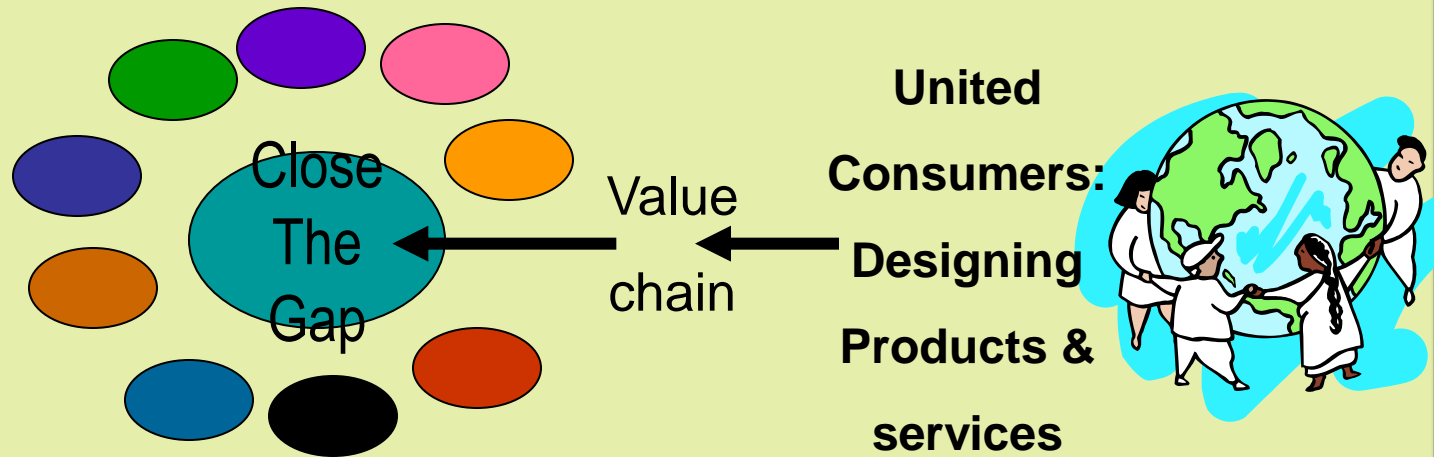 Close
The
Gap
Value
chain
United
Consumers:
Designing
Products &
services